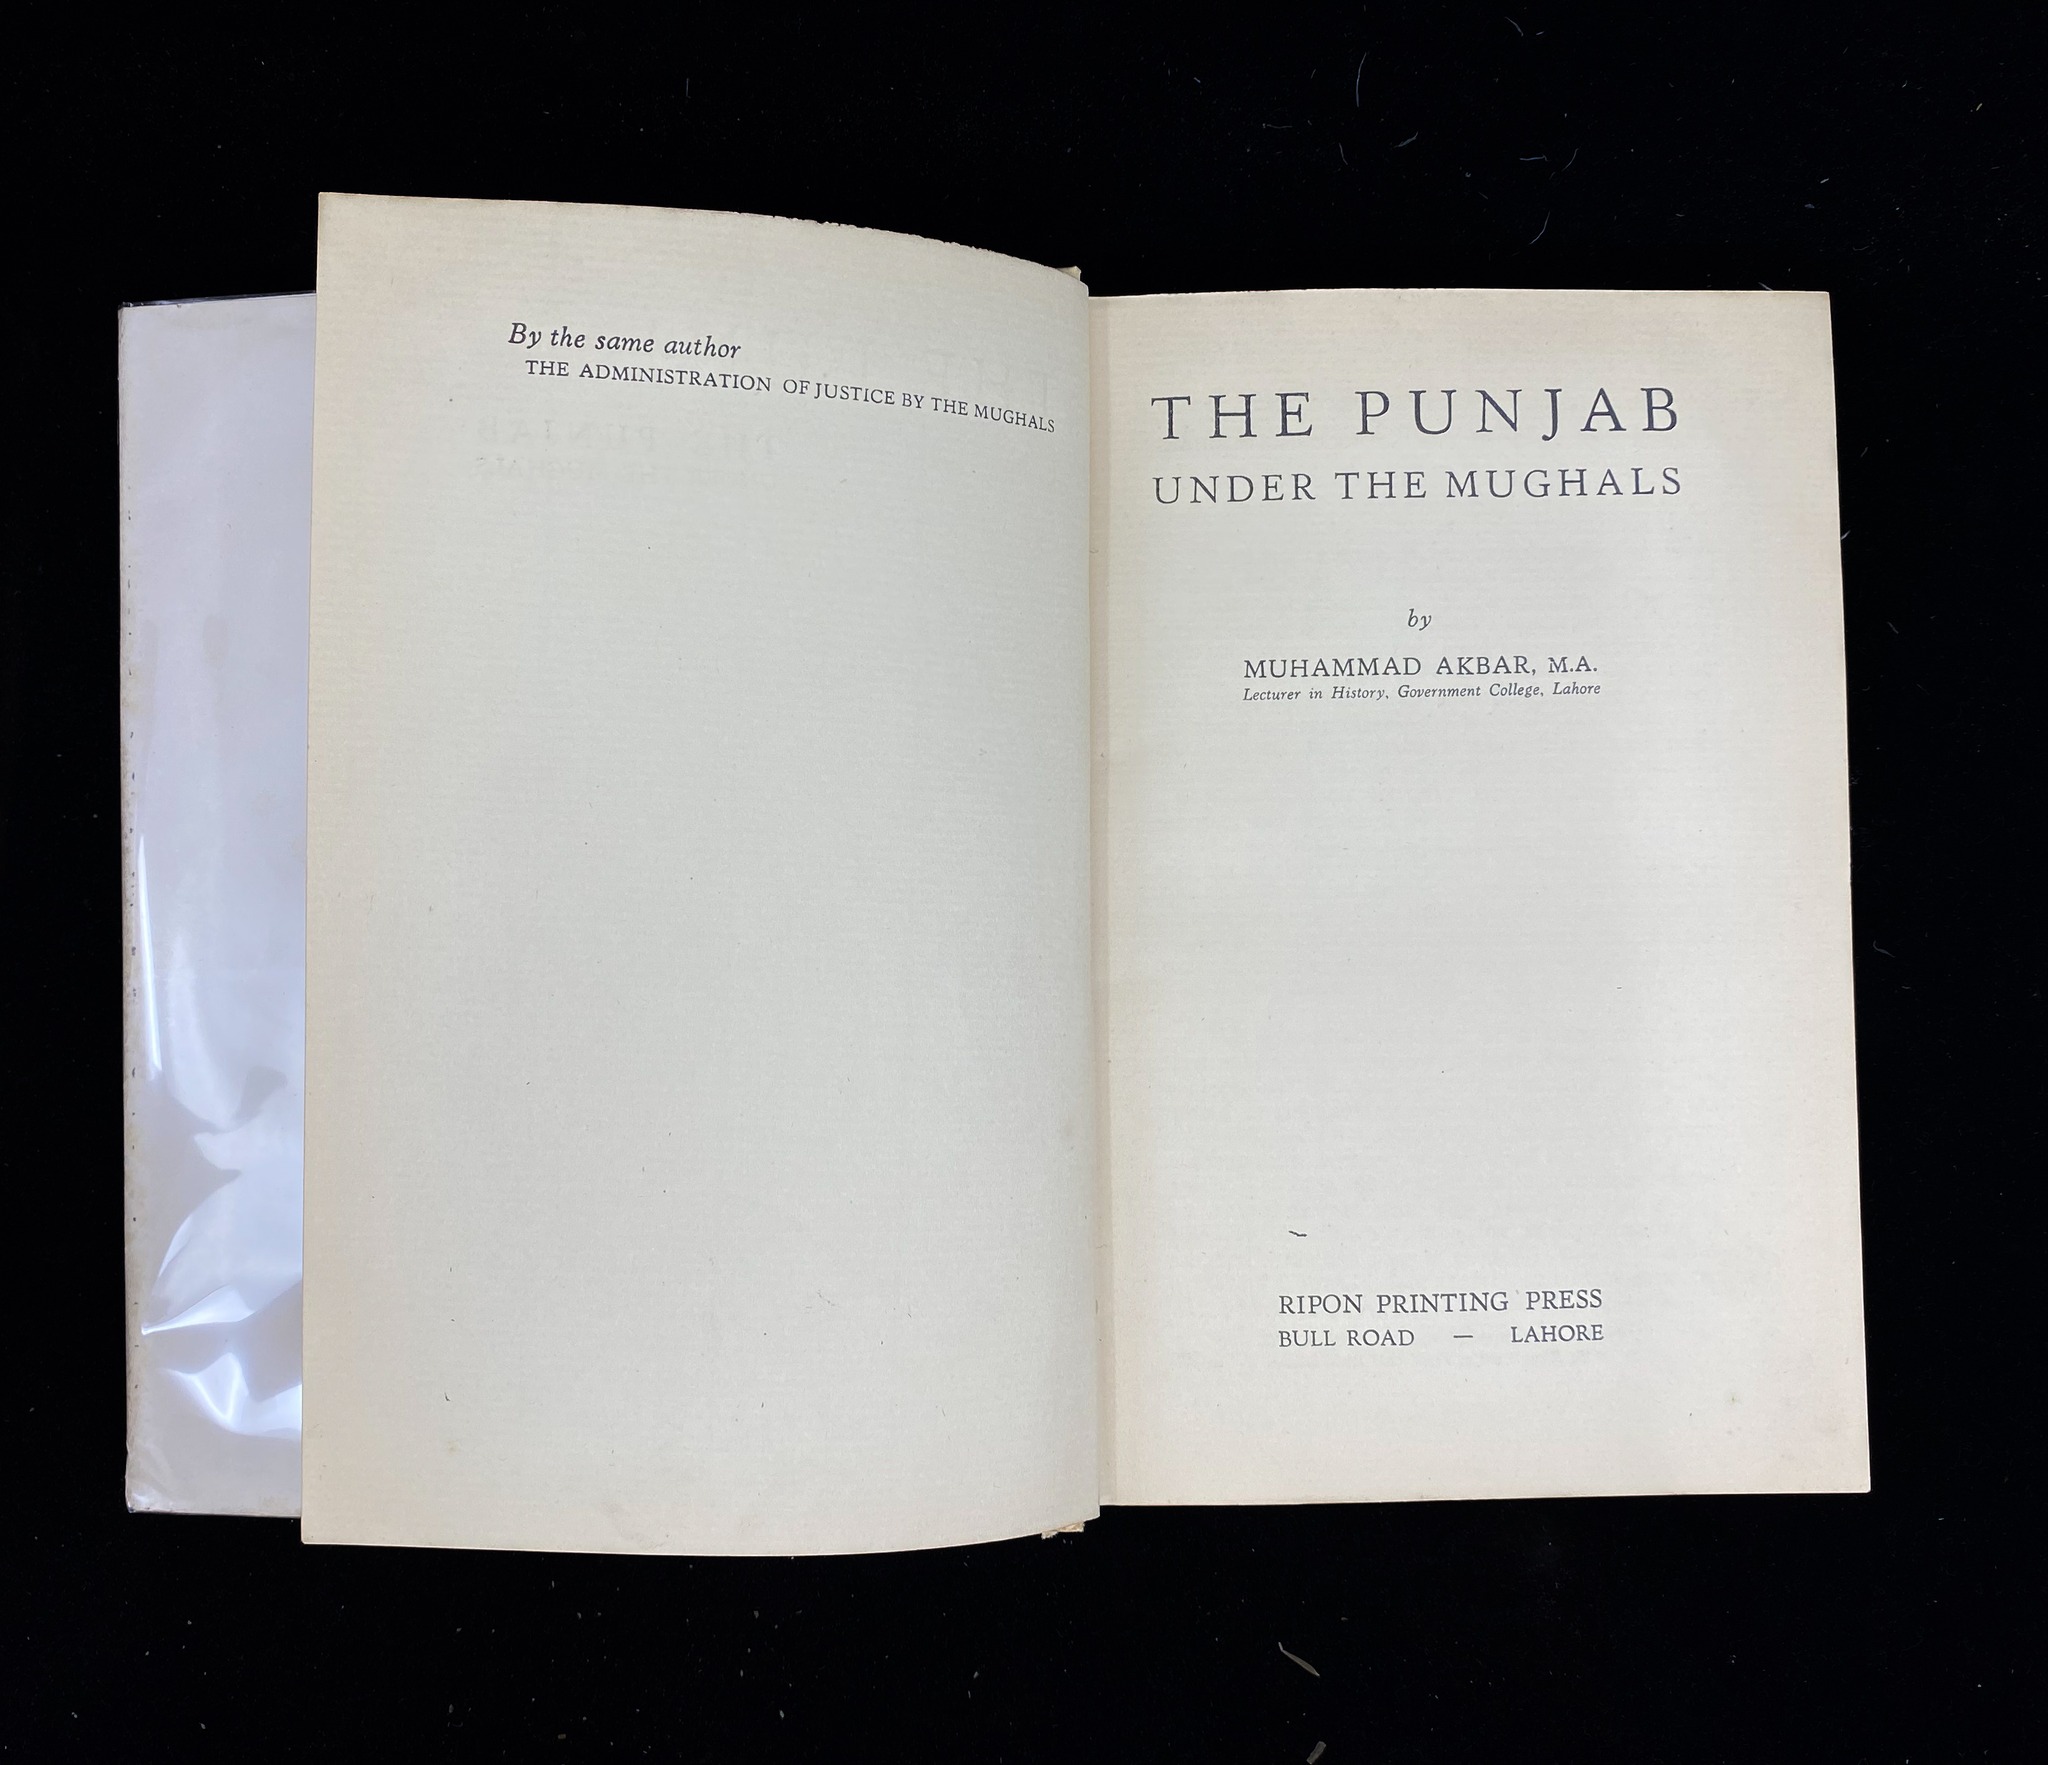 By the same author
THE ADMINISTRATION OF JUSTICE BY THE MUGHALS
THE PUNJAB
UNDER THE MUGHALS
by
MUHAMMAD AKBAR, M.A.
Lecturer in History, Government College, Lahore
RIPON PRINTING PRESS
BULL ROAD — LAHORE